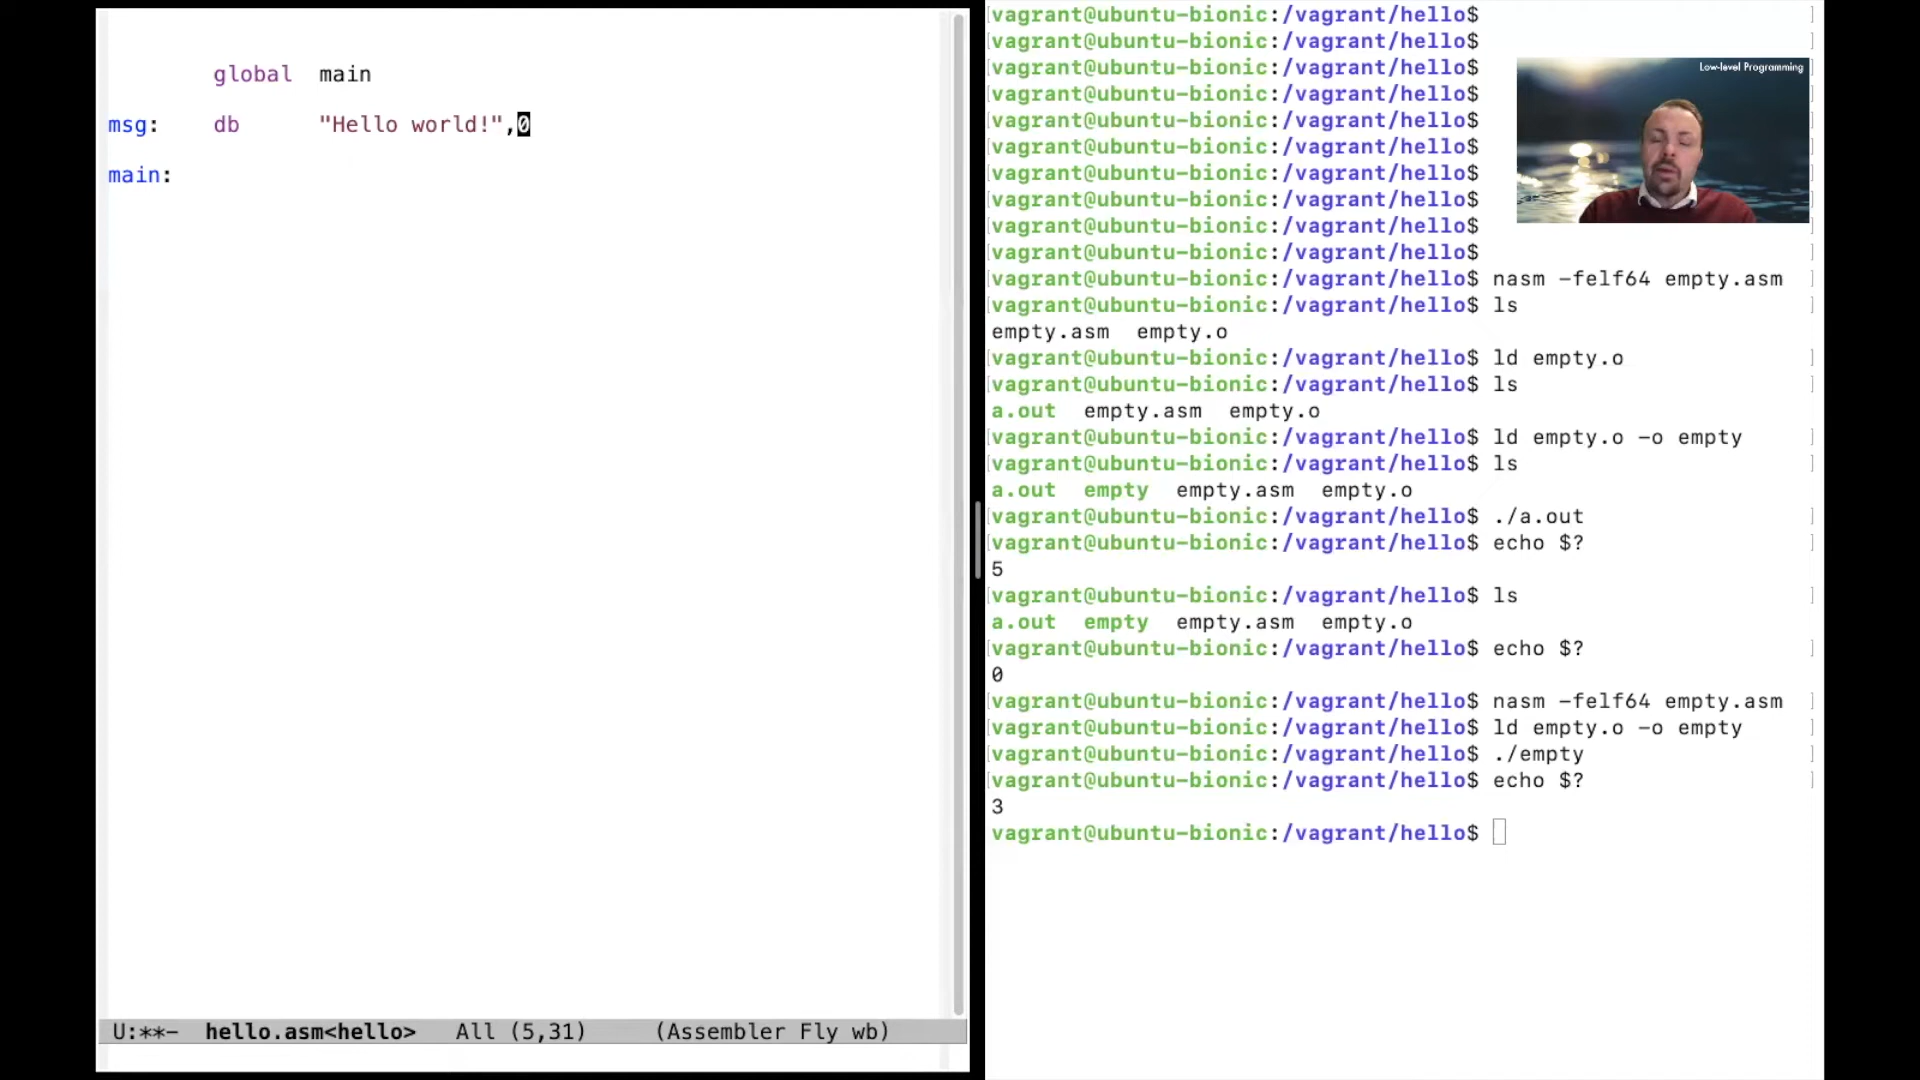 global  main
msg:    db      "Hello world!",0
main:
U:**-  hello.asm<hello>   All (5,31)     (Assembler Fly wb)
vagrant@ubuntu-bionic:/vagrant/hello$
vagrant@ubuntu-bionic:/vagrant/hello$
vagrant@ubuntu-bionic:/vagrant/hello$
Low-level Programming
vagrant@ubuntu-bionic:/vagrant/hello$
vagrant@ubuntu-bionic:/vagrant/hello$
vagrant@ubuntu-bionic:/vagrant/hello$
vagrant@ubuntu-bionic:/vagrant/hello$
vagrant@ubuntu-bionic:/vagrant/hello$
vagrant@ubuntu-bionic:/vagrant/hello$
vagrant@ubuntu-bionic:/vagrant/hello$
vagrant@ubuntu-bionic:/vagrant/hello$ nasm -felf64 empty.asm
vagrant@ubuntu-bionic:/vagrant/hello$ ls
empty.asm  empty.o
vagrant@ubuntu-bionic:/vagrant/hello$ ld empty.o
vagrant@ubuntu-bionic:/vagrant/hello$ ls
a.out  empty.asm  empty.o
vagrant@ubuntu-bionic:/vagrant/hello$ ld empty.o -o empty
vagrant@ubuntu-bionic:/vagrant/hello$ ls
a.out  empty  empty.asm  empty.o
vagrant@ubuntu-bionic:/vagrant/hello$ ./a.out
vagrant@ubuntu-bionic:/vagrant/hello$ echo $?
5
vagrant@ubuntu-bionic:/vagrant/hello$ ls
a.out  empty  empty.asm  empty.o
vagrant@ubuntu-bionic:/vagrant/hello$ echo $?
0
vagrant@ubuntu-bionic:/vagrant/hello$ nasm -felf64 empty.asm
vagrant@ubuntu-bionic:/vagrant/hello$ ld empty.o -o empty
vagrant@ubuntu-bionic:/vagrant/hello$ ./empty
vagrant@ubuntu-bionic:/vagrant/hello$ echo $?
3
vagrant@ubuntu-bionic:/vagrant/hello$